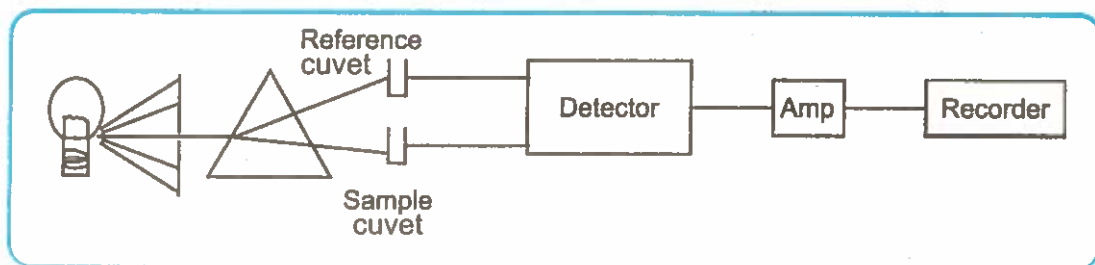 Reference
cuvet
Detector
Amp
Recorder
Sample
cuvet